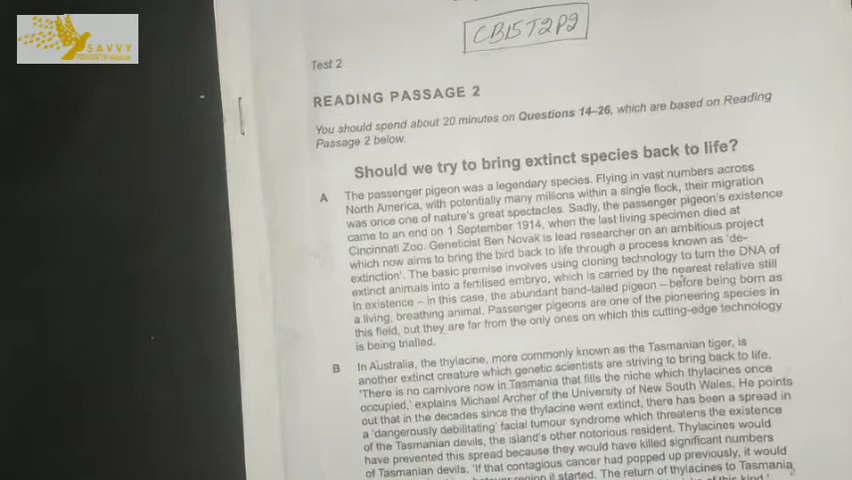 SAVVY
CB15T2P2
Test 2
READING PASSAGE 2
You should spend about 20 minutes on Questions 14–26, which are based on Reading
Passage 2 below.
Should we try to bring extinct species back to life?
A The passenger pigeon was a legendary species. Flying in vast numbers across
North America, with potentially many millions within a single flock, their migration
was once one of nature's great spectacles. Sadly, the passenger pigeon's existence
came to an end on 1 September 1914, when the last living specimen died at
Cincinnati Zoo. Geneticist Ben Novak is lead researcher on an ambitious project
which now aims to bring the bird back to life through a process known as 'de-
extinction'. The basic premise involves using cloning technology to turn the DNA of
extinct animals into a fertilised embryo, which is carried by the nearest relative still
in existence – in this case, the abundant band-tailed pigeon – before being born as
a living, breathing animal. Passenger pigeons are one of the pioneering species in
this field, but they are far from the only ones on which this cutting-edge technology
is being trialled.
B In Australia, the thylacine, more commonly known as the Tasmanian tiger, is
another extinct creature which genetic scientists are striving to bring back to life.
'There is no carnivore now in Tasmania that fills the niche which thylacines once
occupied,' explains Michael Archer of the University of New South Wales. He points
out that in the decades since the thylacine went extinct, there has been a spread in
a 'dangerously debilitating' facial tumour syndrome which threatens the existence
of the Tasmanian devils, the island's other notorious resident. Thylacines would
have prevented this spread because they would have killed significant numbers
of Tasmanian devils. 'If that contagious cancer had popped up previously, it would
region it started. The return of thylacines to Tasmania
of this kind.'